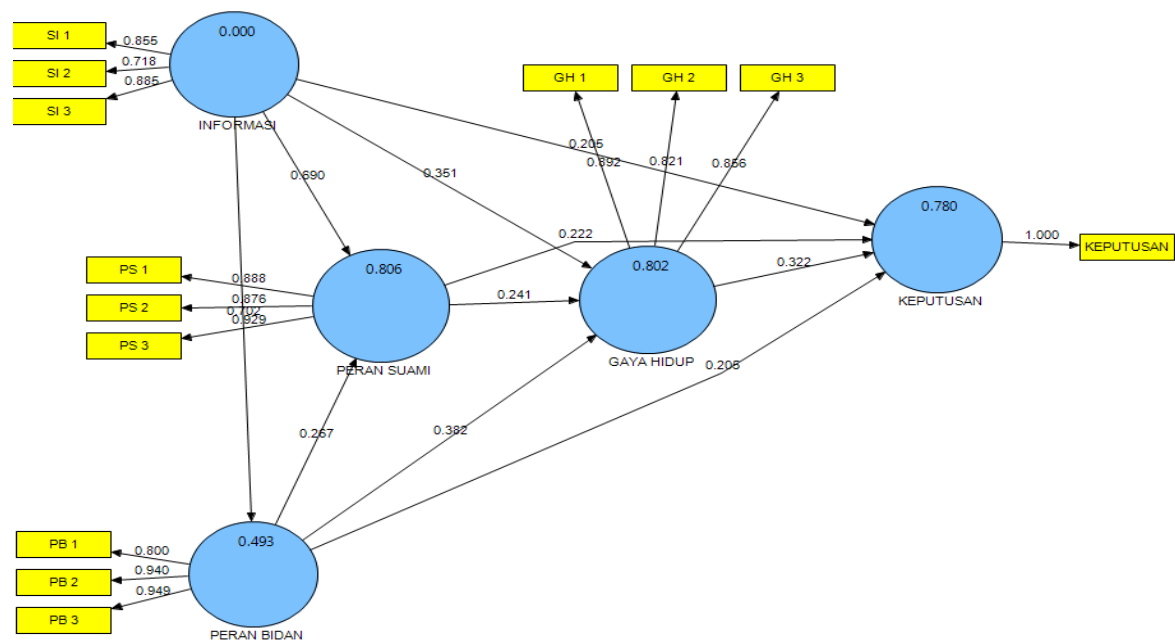 SI 1
0.855
SI 2
0.718
SI 3
0.885
0.000
INFORMASI
GH 1
GH 2
GH 3
0.892
0.821
0.856
0.205
0.351
0.690
0.780
KEPUTUSAN
1.000
KEPUTUSAN
0.222
0.322
PS 1
0.888
PS 2
0.876
0.702
PS 3
0.929
0.806
PERAN SUAMI
0.241
0.802
GAYA HIDUP
0.205
0.382
0.267
PB 1
0.800
PB 2
0.940
PB 3
0.949
0.493
PERAN BIDAN